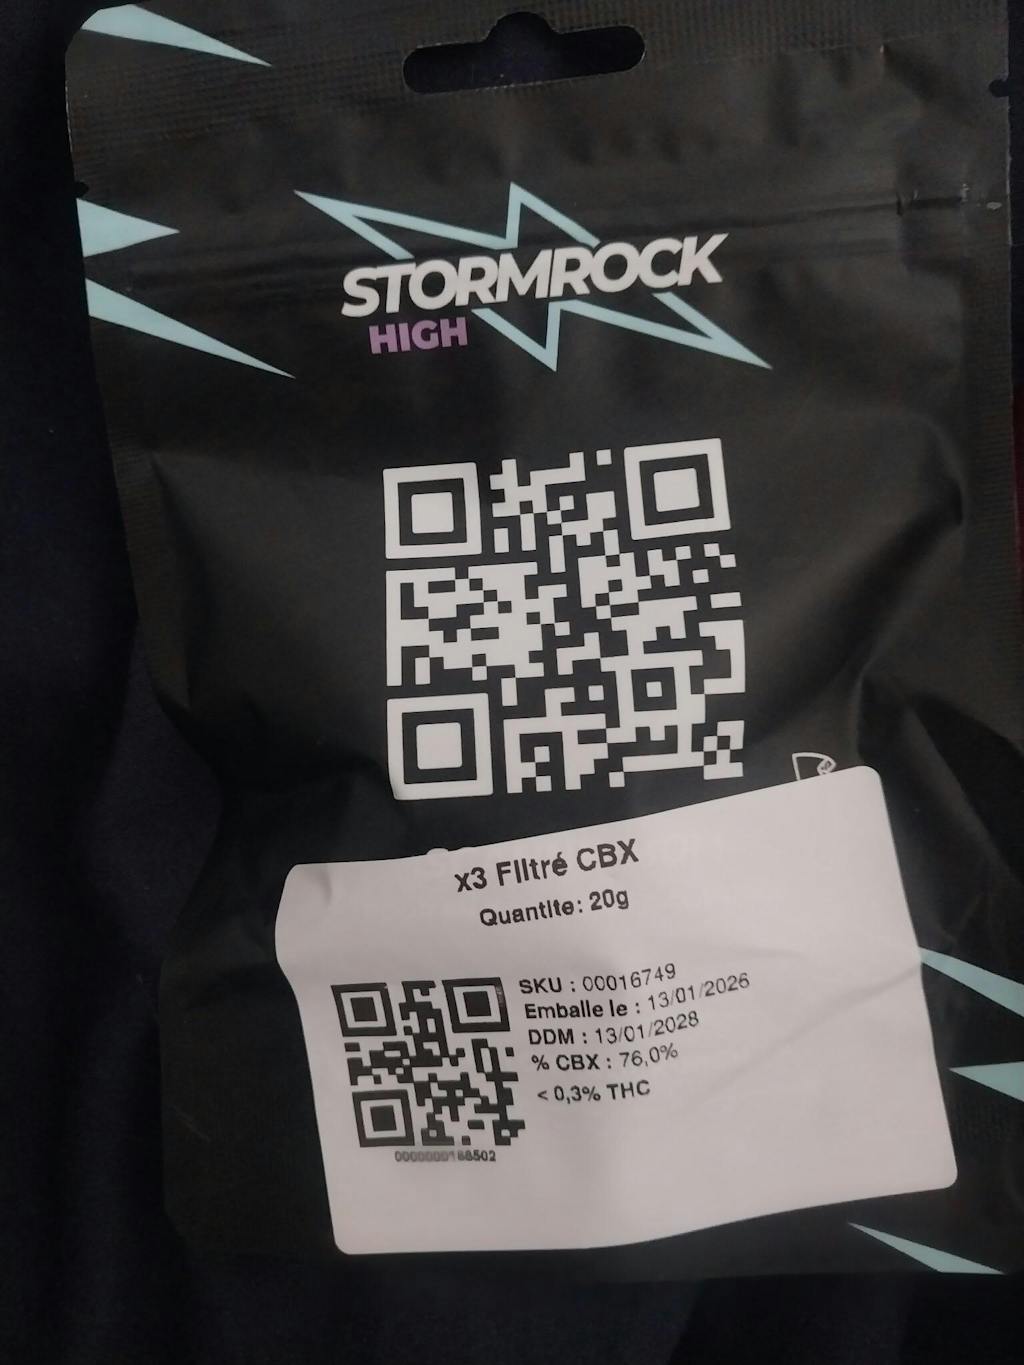 STORMROCK
HIGH
x3 FIltré CBX
QuantIte: 20g
SKU : 00016749
Emballe le : 13/01/2026
DDM : 13/01/2028
% CBX : 76,0%
< 0,3% THC